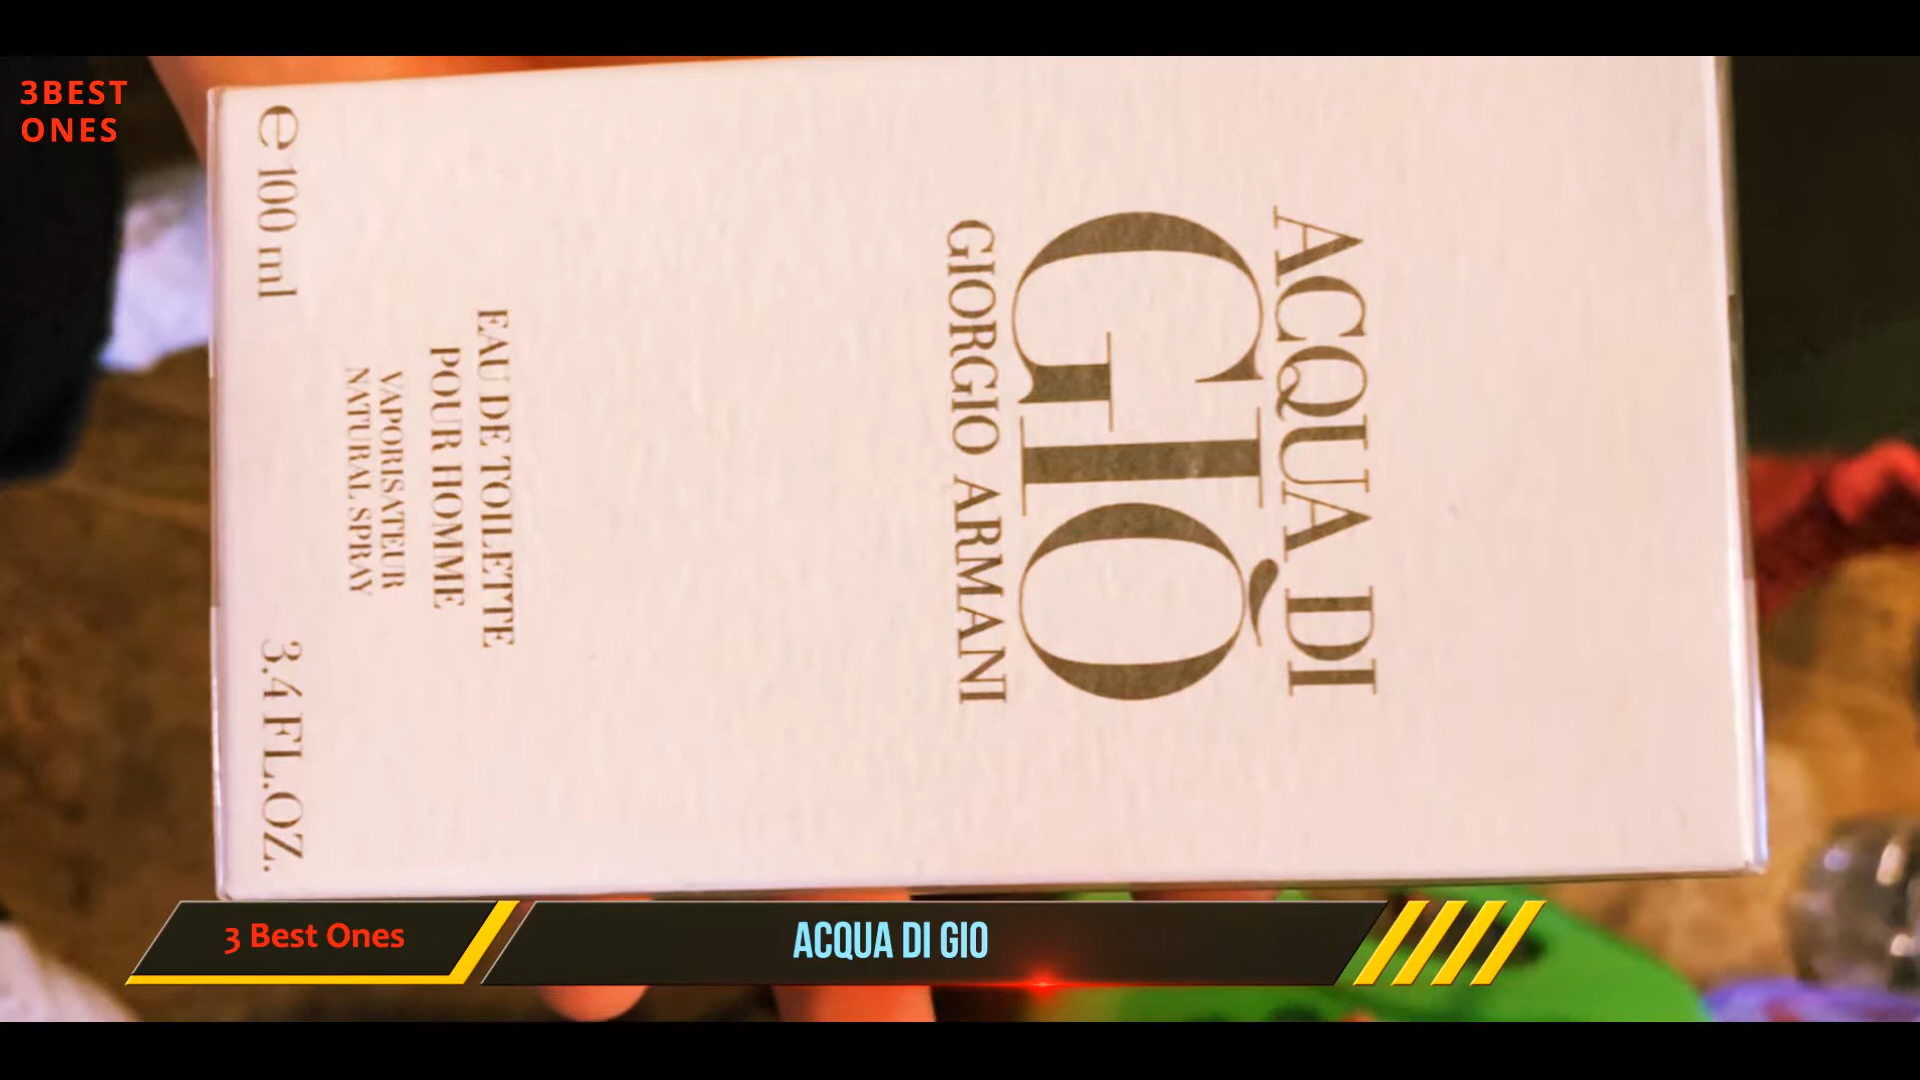 3BEST
ONES
ACQUA DI
GIÒ
GIORGIO ARMANI
EAU DE TOILETTE
POUR HOMME
VAPORISATEUR
NATURAL SPRAY
℮ 100 ml 3.4 FL.OZ.
3 Best Ones
ACQUA DI GIO